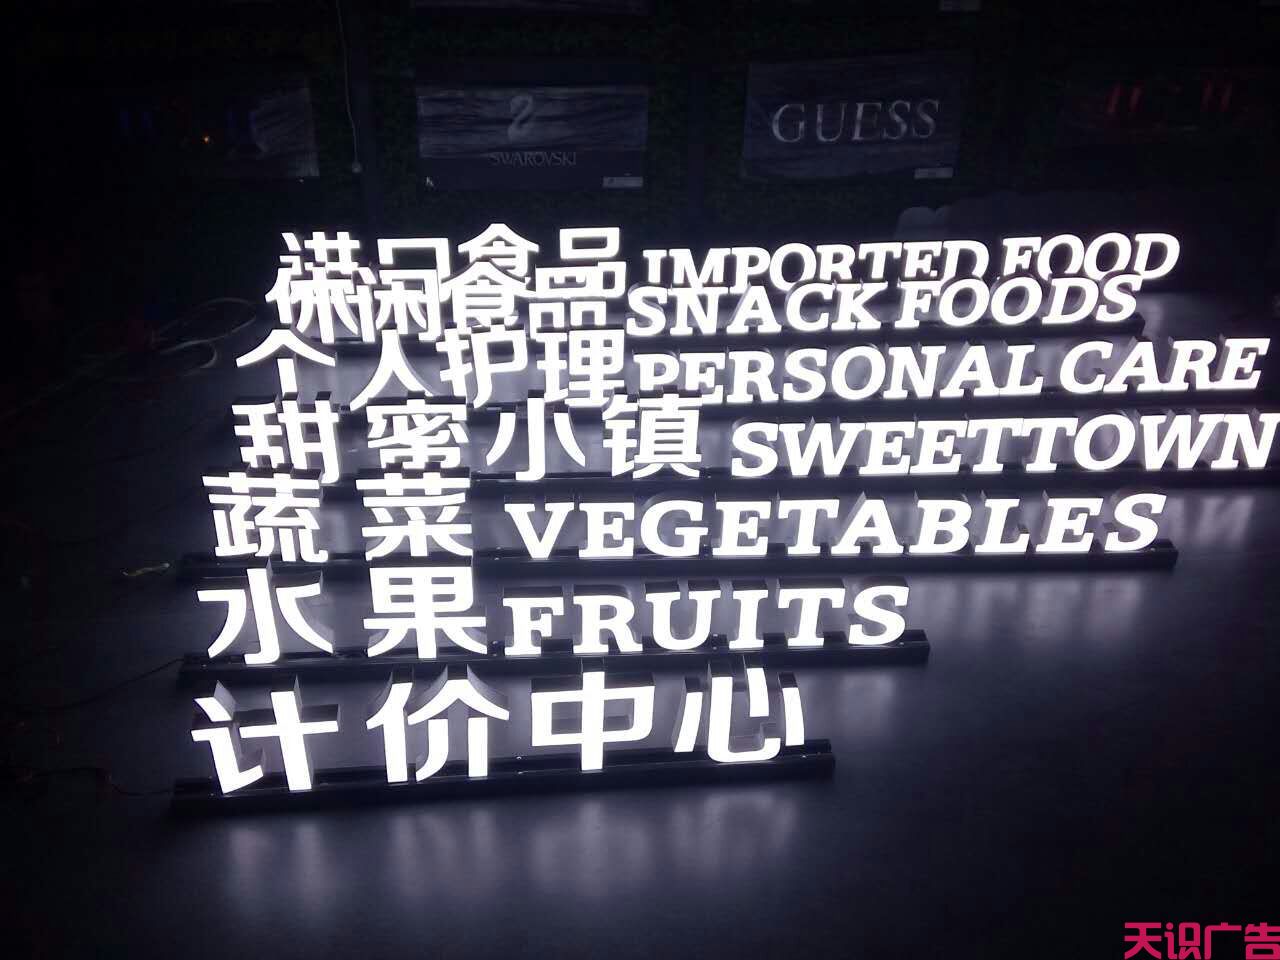 SWAROVSKI
GUESS
进口食品 IMPORTED FOOD
休闲食品 SNACK FOODS
个人护理 PERSONAL CARE
甜蜜小镇 SWEETTOWN
蔬菜 VEGETABLES
水果 FRUITS
计价中心
天识广告